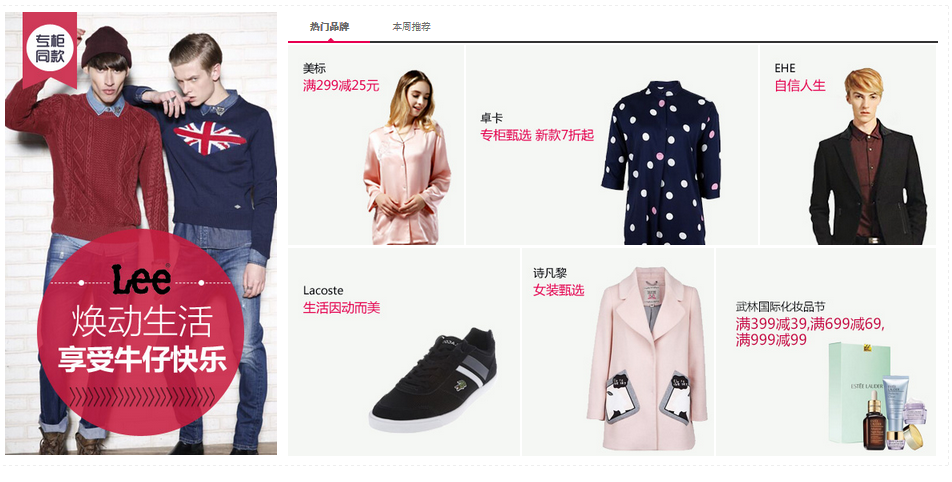 专柜
同款
Lee
焕动生活
享受牛仔快乐
热门品牌
本周推荐
美标
满299减25元
卓卡
专柜甄选 新款7折起
EHE
自信人生
Lacoste
生活因动而美
诗凡黎
女装甄选
武林国际化妆品节
满399减39,满699减69,
满999减99
ESTĒE LAUDER